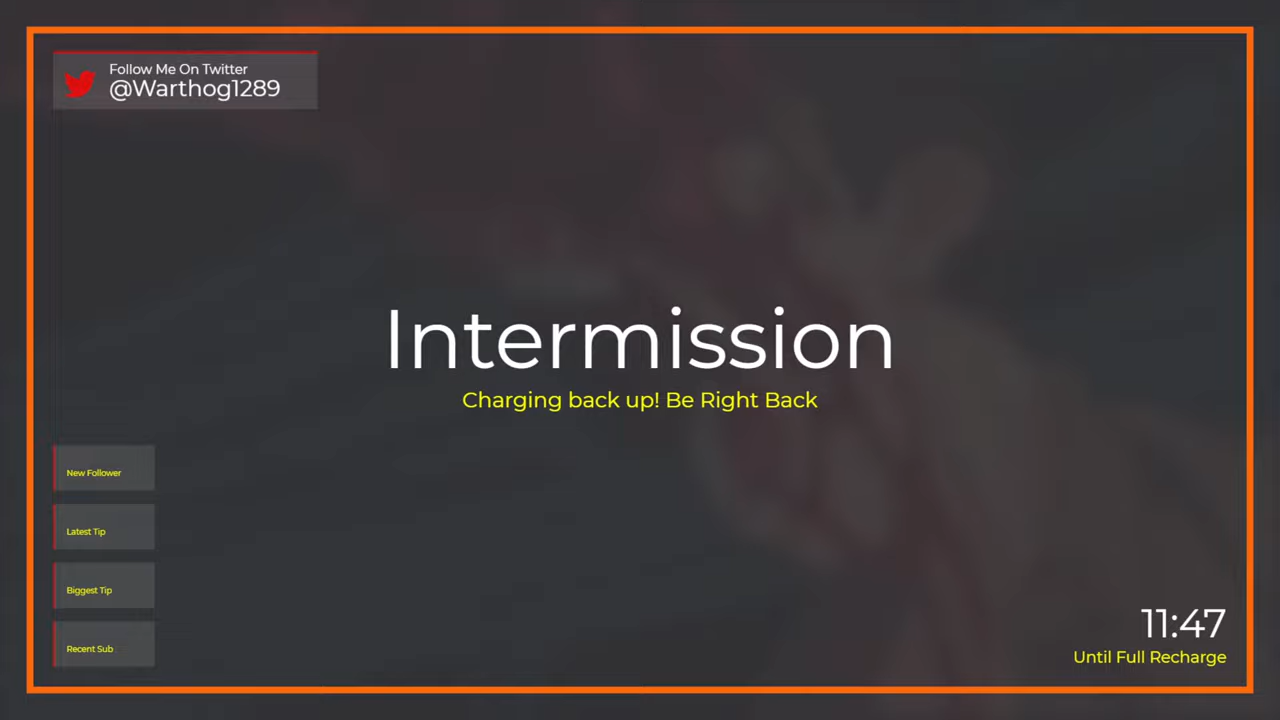 Follow Me On Twitter
@Warthog1289
Intermission
Charging back up! Be Right Back
New Follower
Latest Tip
Biggest Tip
Recent Sub
11:47
Until Full Recharge